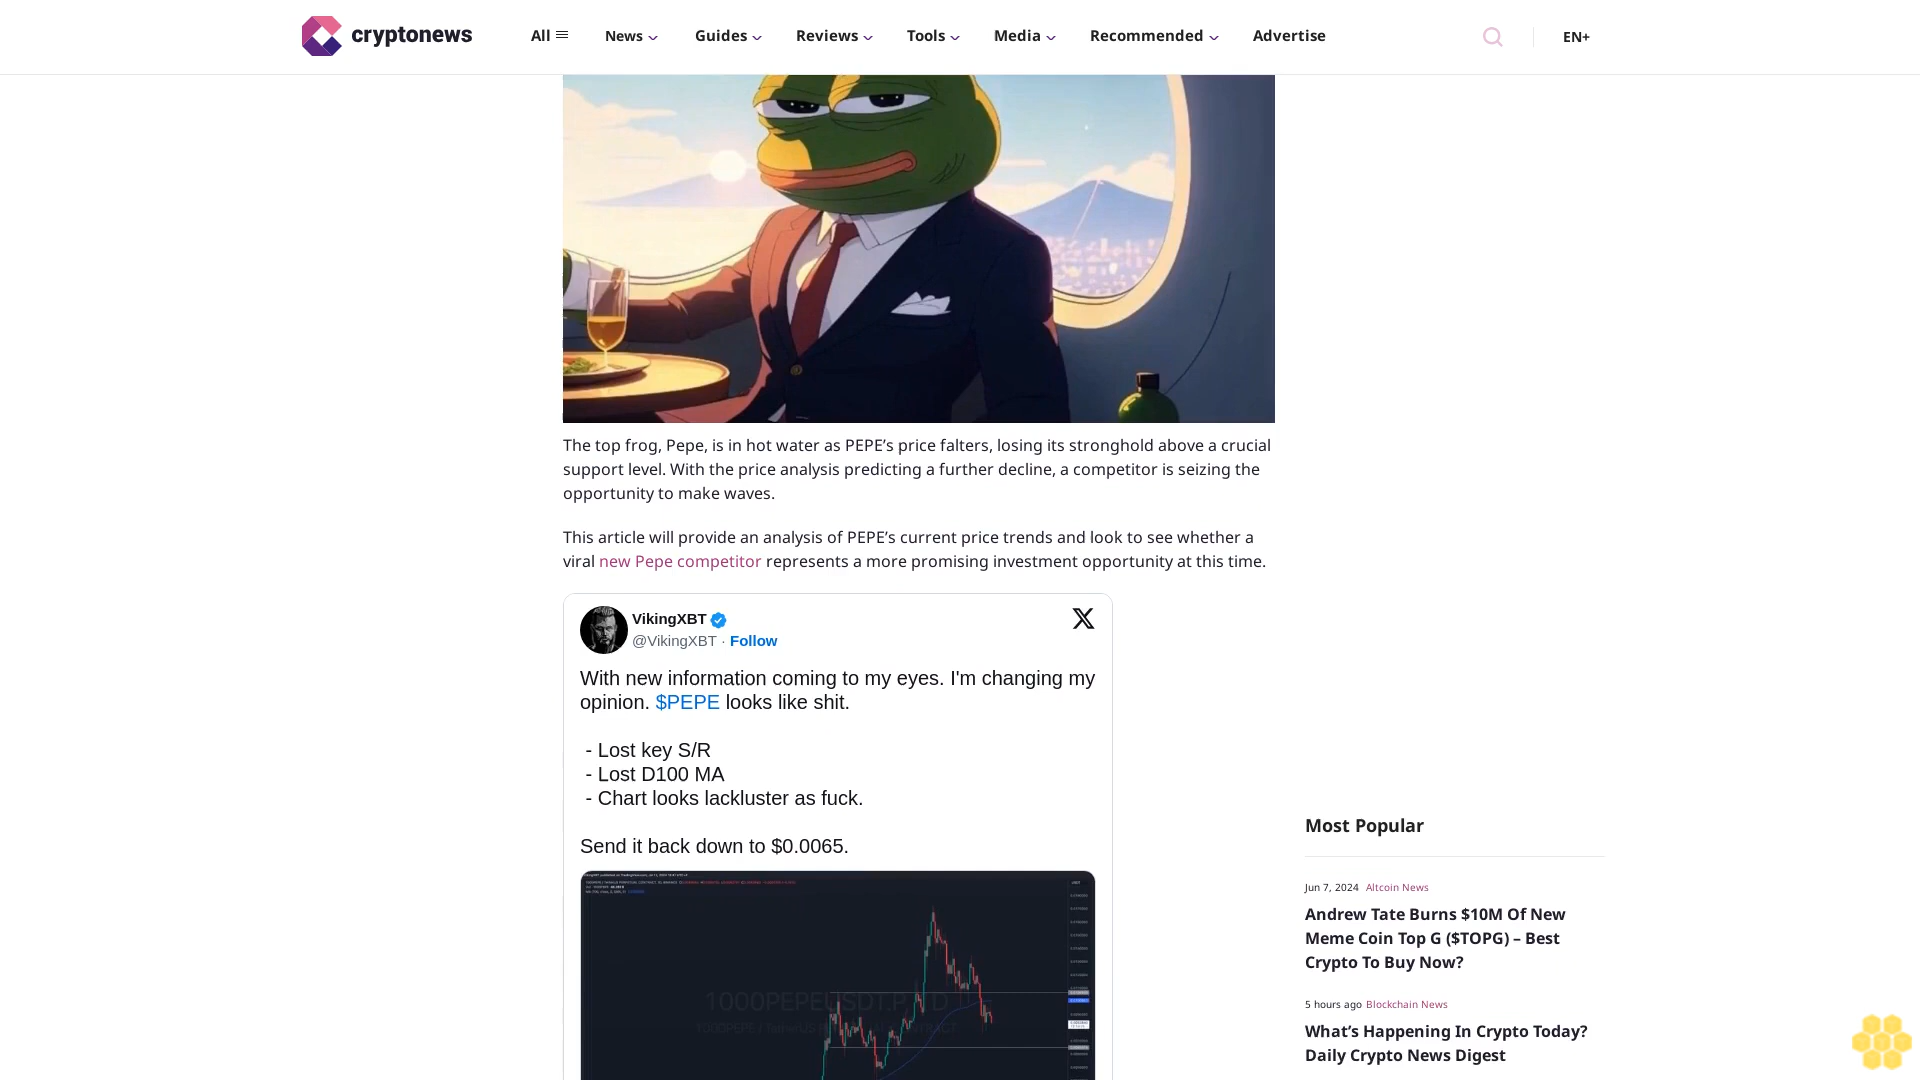 cryptonews
All
News
Guides
Reviews
Tools
Media
Recommended
Advertise
EN+
The top frog, Pepe, is in hot water as PEPE’s price falters, losing its stronghold above a crucial
support level. With the price analysis predicting a further decline, a competitor is seizing the
opportunity to make waves.
This article will provide an analysis of PEPE’s current price trends and look to see whether a
viral new Pepe competitor represents a more promising investment opportunity at this time.
VikingXBT
@VikingXBT · Follow
With new information coming to my eyes. I'm changing my
opinion. $PEPE looks like shit.
- Lost key S/R
- Lost D100 MA
- Chart looks lackluster as fuck.
Send it back down to $0.0065.
1000PEPEUSDT.P, 1D
Most Popular
Jun 7, 2024 Altcoin News
Andrew Tate Burns $10M Of New
Meme Coin Top G ($TOPG) – Best
Crypto To Buy Now?
5 hours ago Blockchain News
What’s Happening In Crypto Today?
Daily Crypto News Digest